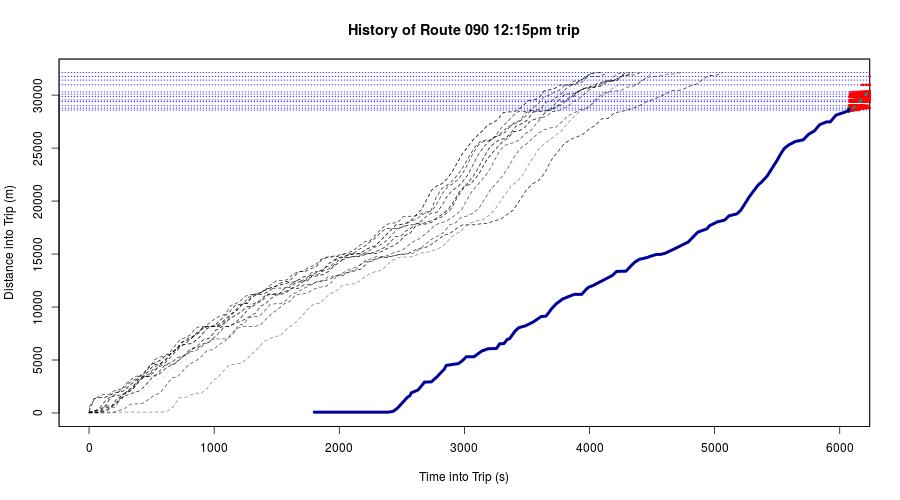 History of Route 090 12:15pm trip
Distance into Trip (m)
30000
25000
20000
15000
10000
5000
0
0 1000 2000 3000 4000 5000 6000
Time into Trip (s)